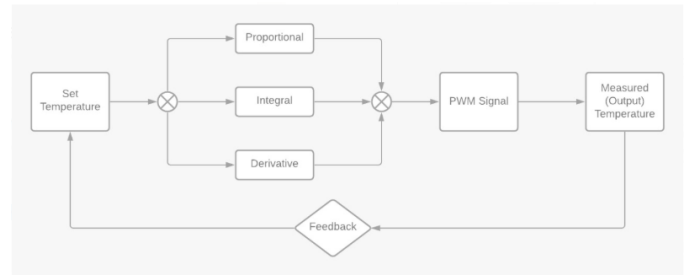 Proportional
Set
Temperature
Integral
PWM Signal
Measured
(Output)
Temperature
Derivative
Feedback